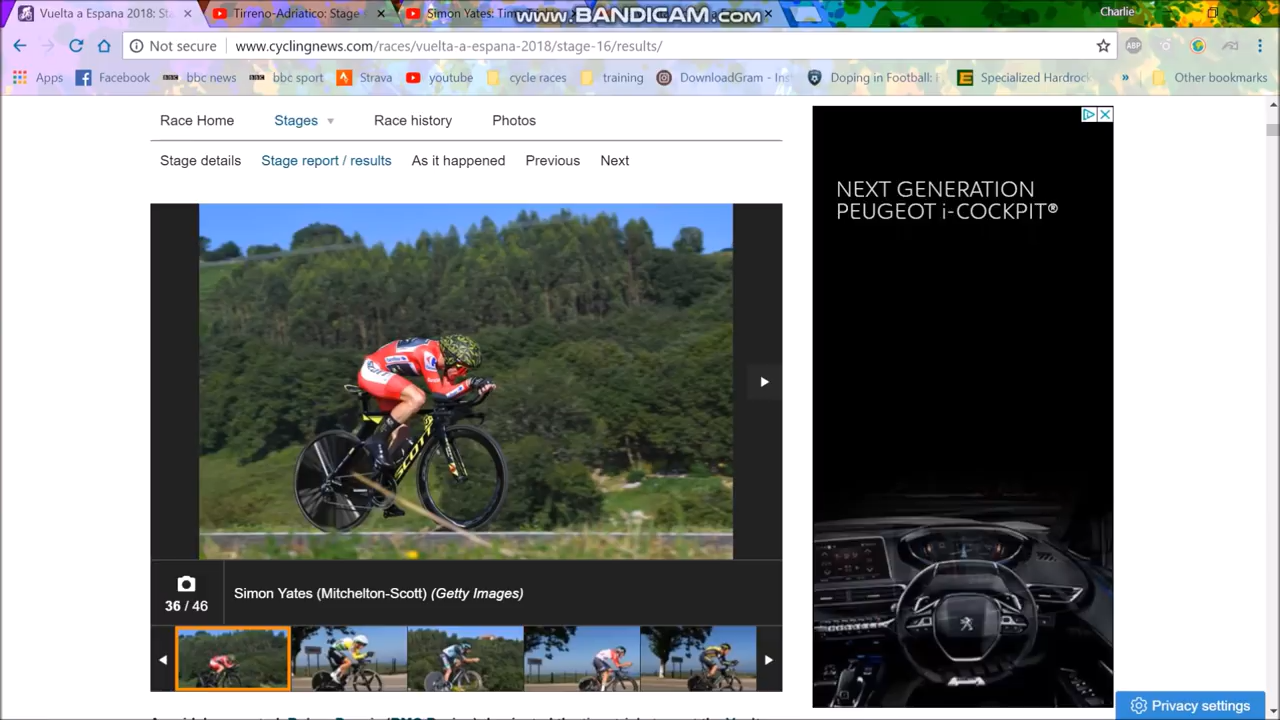 Vuelta a Espana 2018: St
Tirreno-Adriatico: Stage
Simon Yates: Tim
www.BANDICAM.com
Charlie
Not secure
www.cyclingnews.com/races/vuelta-a-espana-2018/stage-16/results/
ABP
Apps
Facebook
BBC bbc news
BBC bbc sport
Strava
youtube
cycle races
training
DownloadGram - Ins
Doping in Football:
Specialized Hardrock
»
Other bookmarks
Race Home
Stages
Race history
Photos
Stage details
Stage report / results
As it happened
Previous
Next
NEXT GENERATION
PEUGEOT i-COCKPIT®
SCOTT
36 / 46
Simon Yates (Mitchelton-Scott) (Getty Images)
Privacy settings